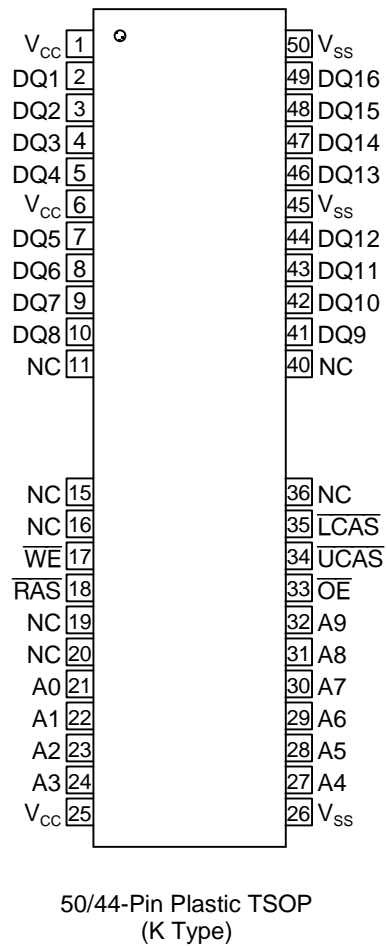 VCC 1 50 VSS
DQ1 2 49 DQ16
DQ2 3 48 DQ15
DQ3 4 47 DQ14
DQ4 5 46 DQ13
VCC 6 45 VSS
DQ5 7 44 DQ12
DQ6 8 43 DQ11
DQ7 9 42 DQ10
DQ8 10 41 DQ9
NC 11 40 NC
NC 15 36 NC
NC 16 35 LCAS
WE 17 34 UCAS
RAS 18 33 OE
NC 19 32 A9
NC 20 31 A8
A0 21 30 A7
A1 22 29 A6
A2 23 28 A5
A3 24 27 A4
VCC 25 26 VSS
50/44-Pin Plastic TSOP
(K Type)